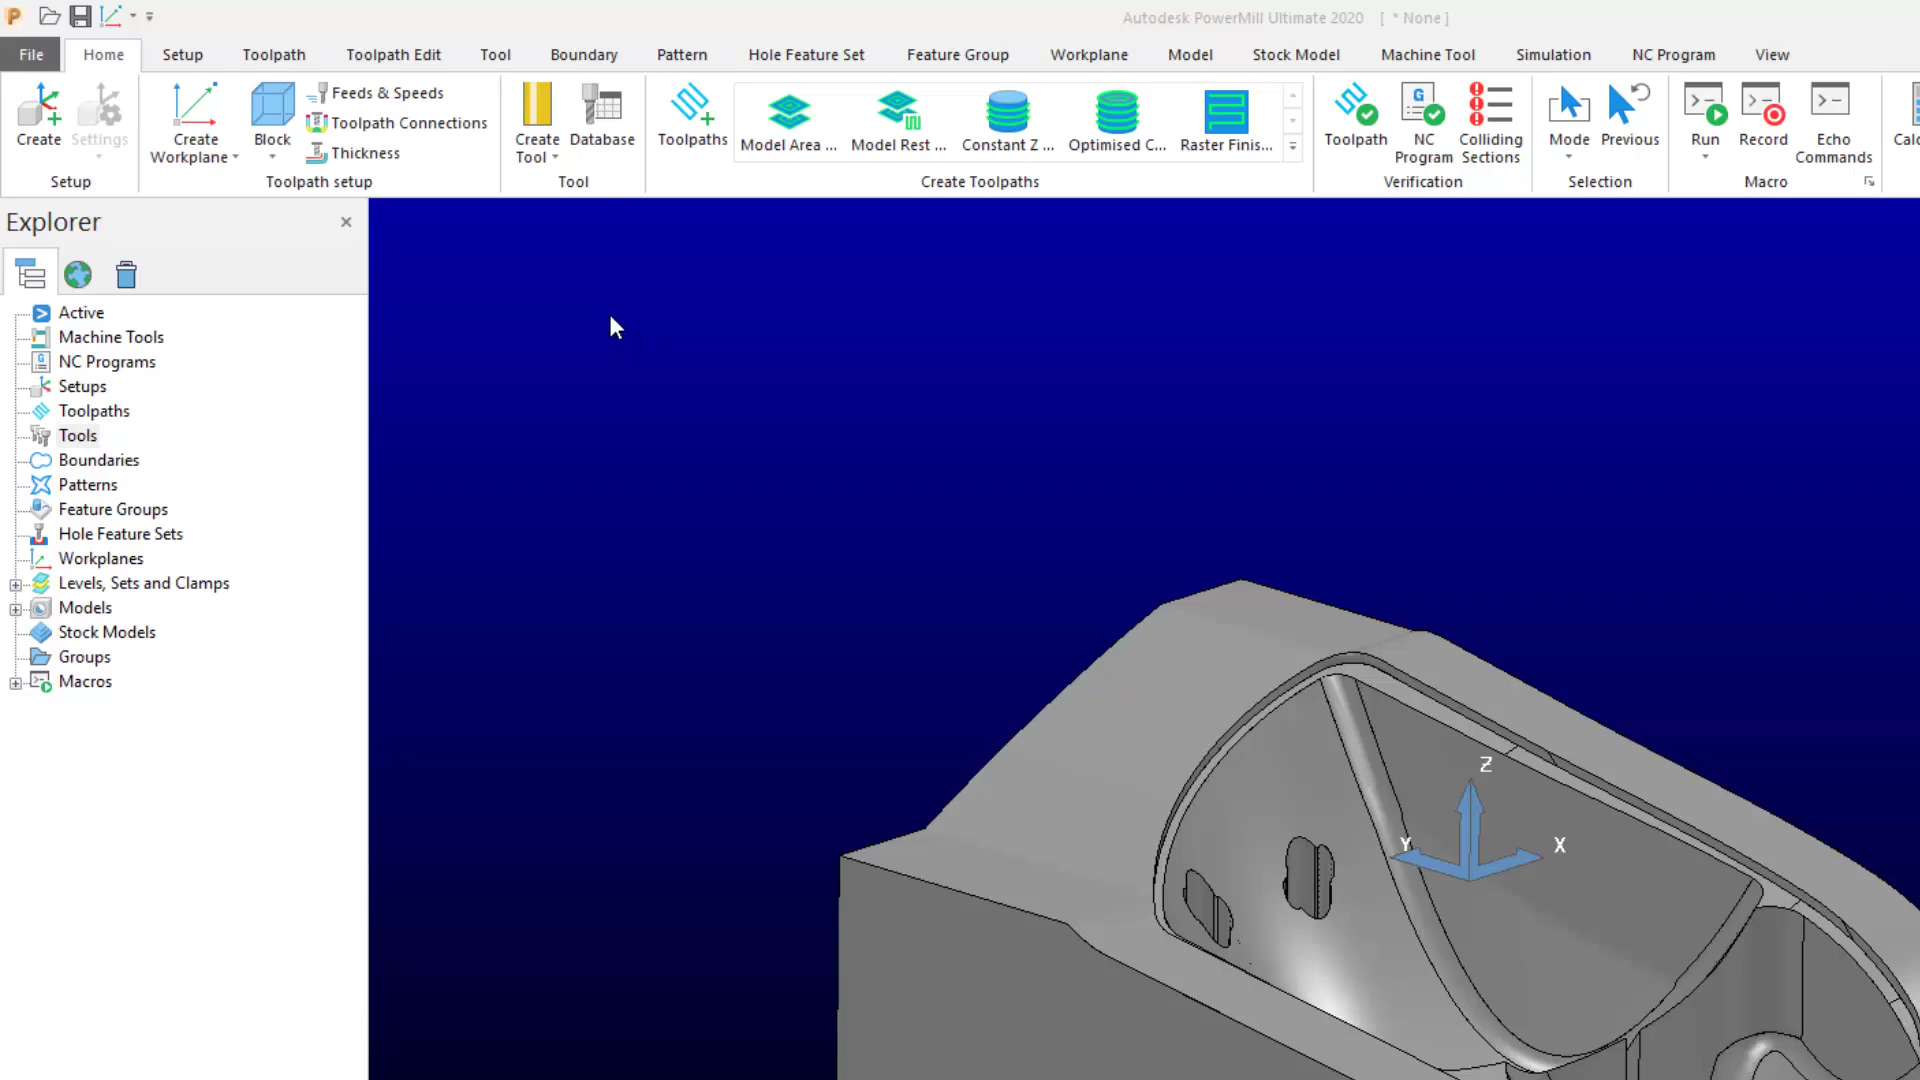 Autodesk PowerMill Ultimate 2020 [ * None ]
File Home Setup Toolpath Toolpath Edit Tool Boundary Pattern Hole Feature Set Feature Group Workplane Model Stock Model Machine Tool Simulation NC Program View
Create
Settings
Setup
Create
Workplane
Block
Feeds & Speeds
Toolpath Connections
Thickness
Toolpath setup
Create
Tool
Database
Tool
Toolpaths
Model Area ...
Model Rest ...
Constant Z ...
Optimised C...
Raster Finis...
Create Toolpaths
Toolpath
NC
Program
Colliding
Sections
Verification
Mode
Previous
Selection
Run
Record
Echo
Commands
Macro
Explorer
Active
Machine Tools
NC Programs
Setups
Toolpaths
Tools
Boundaries
Patterns
Feature Groups
Hole Feature Sets
Workplanes
Levels, Sets and Clamps
Models
Stock Models
Groups
Macros
Z
Y
X